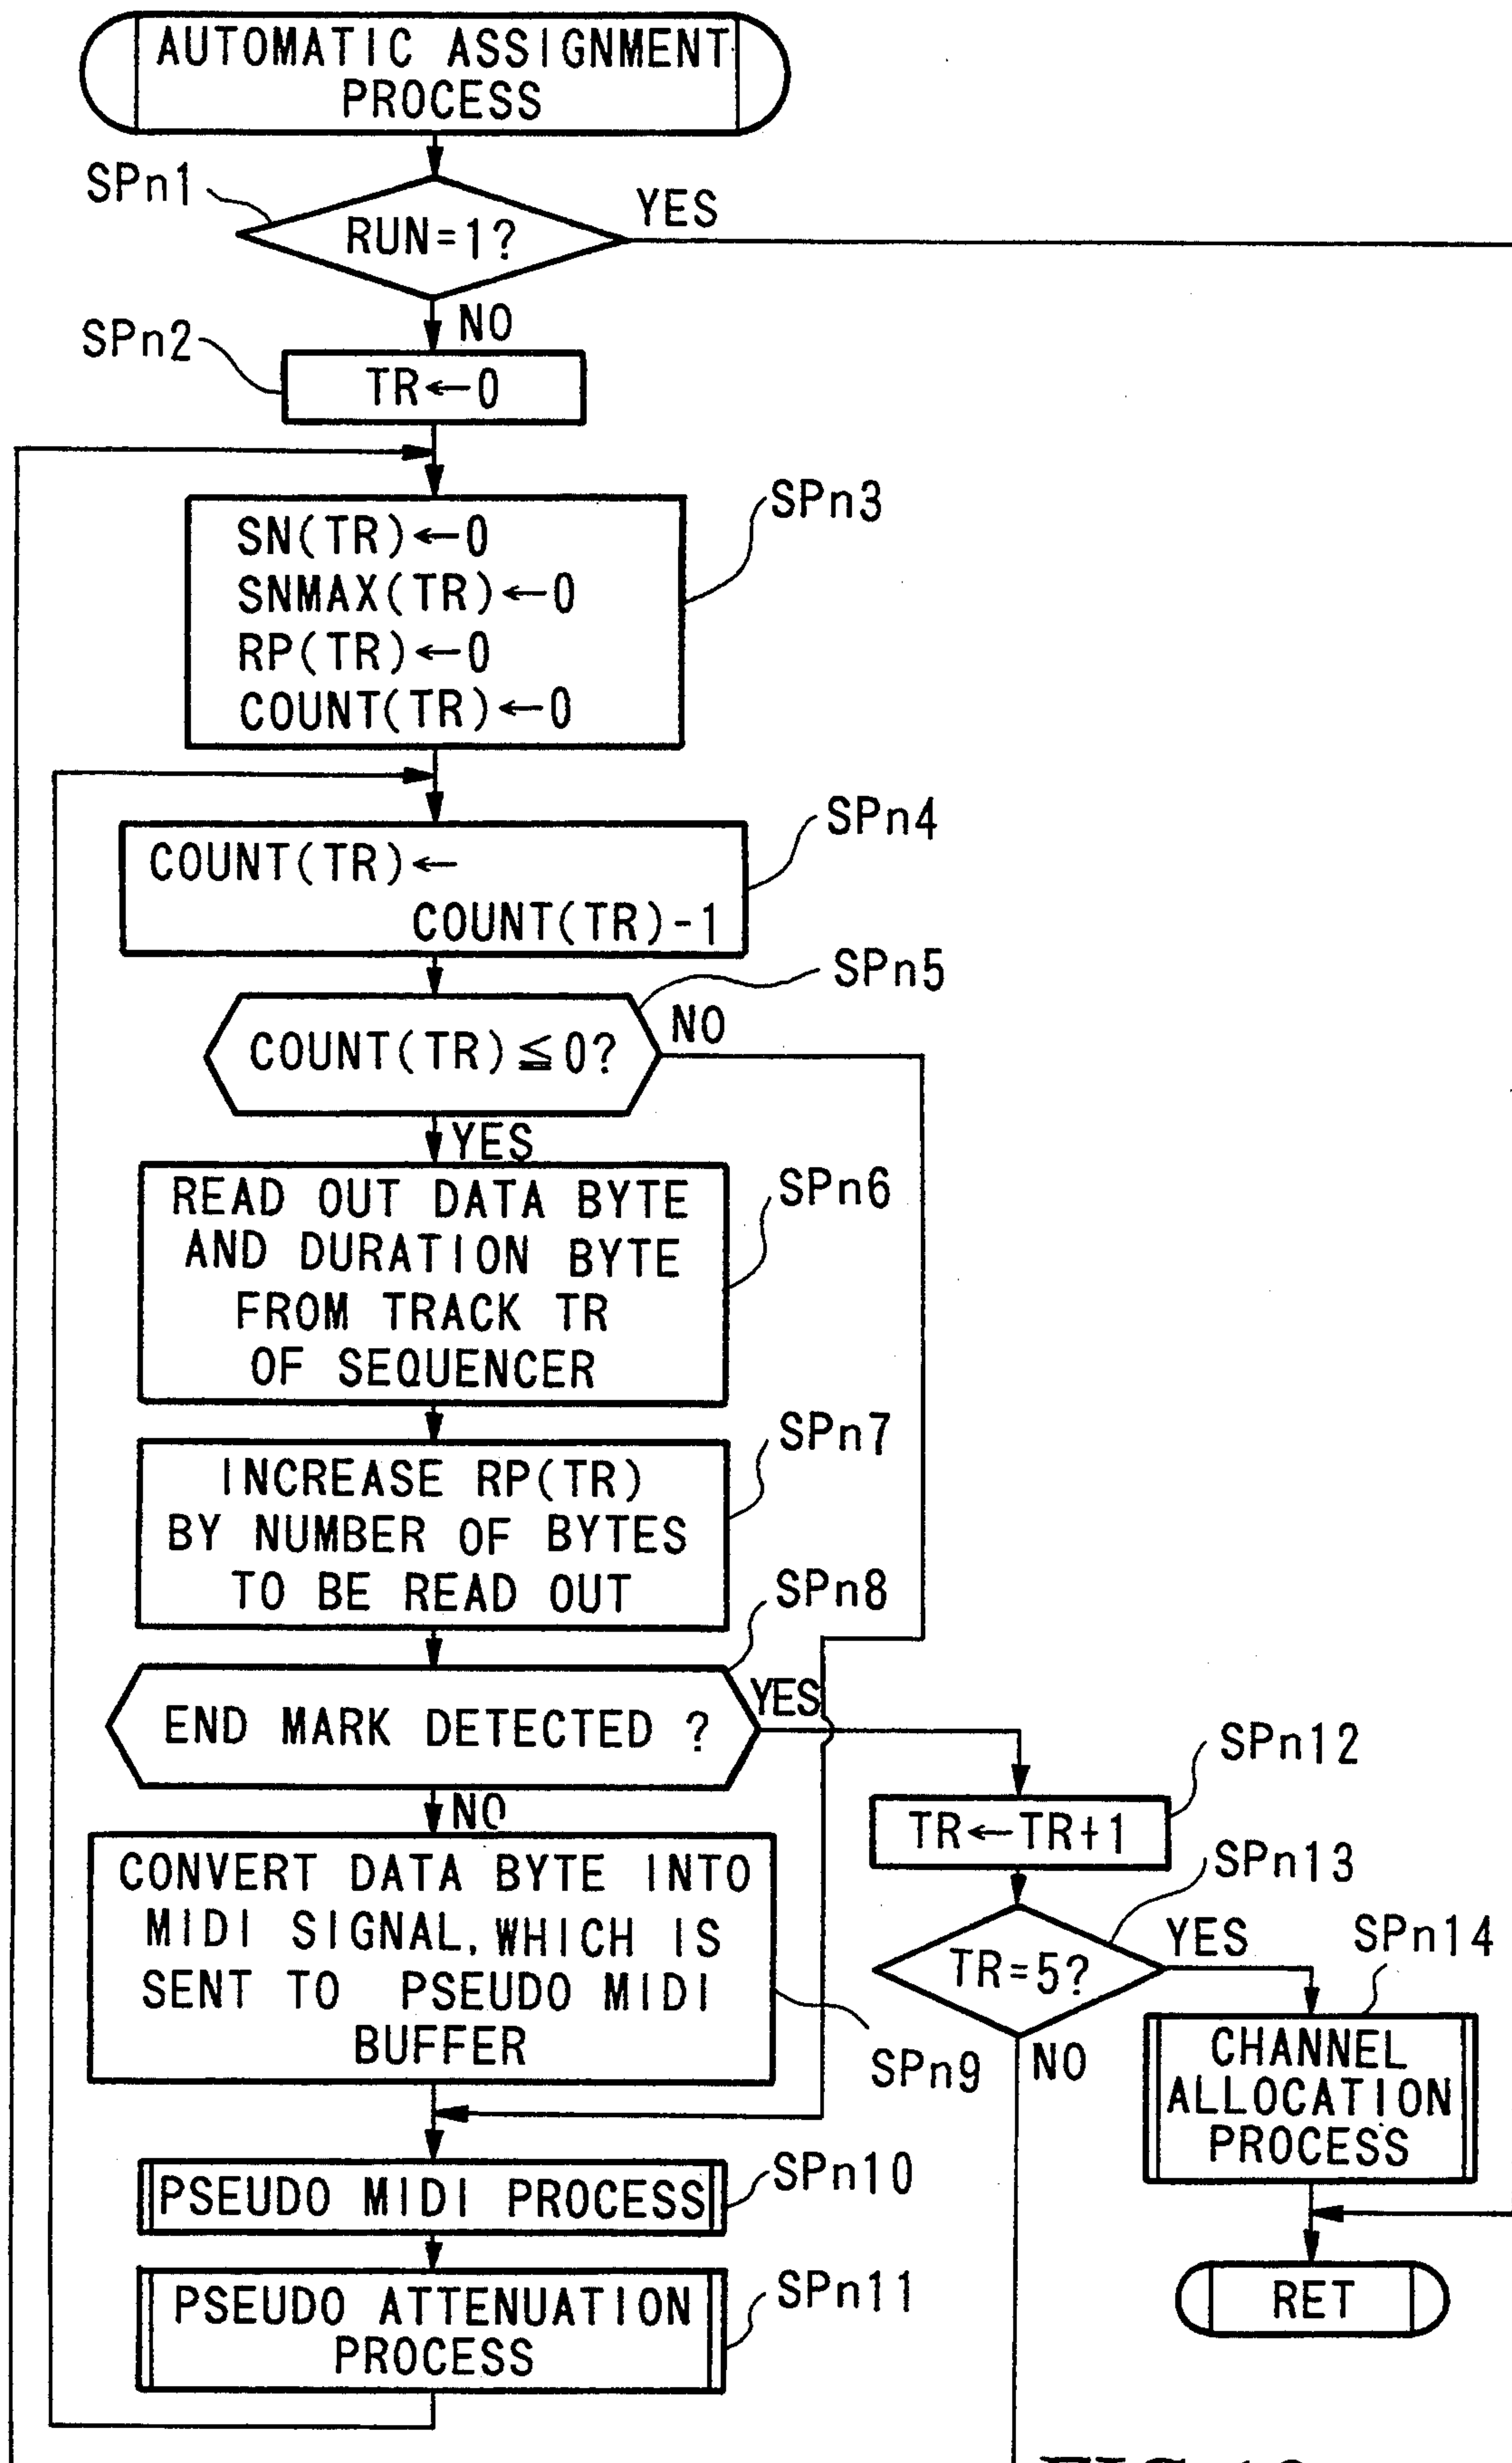 AUTOMATIC ASSIGNMENT
PROCESS
SPn1
RUN=1?
YES
NO
SPn2
TR←0
SPn3
SN(TR)←0
SNMAX(TR)←0
RP(TR)←0
COUNT(TR)←0
SPn4
COUNT(TR)←
COUNT(TR)-1
SPn5
COUNT(TR)≦0?
NO
YES
SPn6
READ OUT DATA BYTE
AND DURATION BYTE
FROM TRACK TR
OF SEQUENCER
SPn7
INCREASE RP(TR)
BY NUMBER OF BYTES
TO BE READ OUT
SPn8
END MARK DETECTED ?
YES
NO
CONVERT DATA BYTE INTO
MIDI SIGNAL, WHICH IS
SENT TO PSEUDO MIDI
BUFFER
SPn9
PSEUDO MIDI PROCESS
SPn10
PSEUDO ATTENUATION
PROCESS
SPn11
SPn12
TR←TR+1
SPn13
TR=5?
YES
NO
SPn14
CHANNEL
ALLOCATION
PROCESS
RET